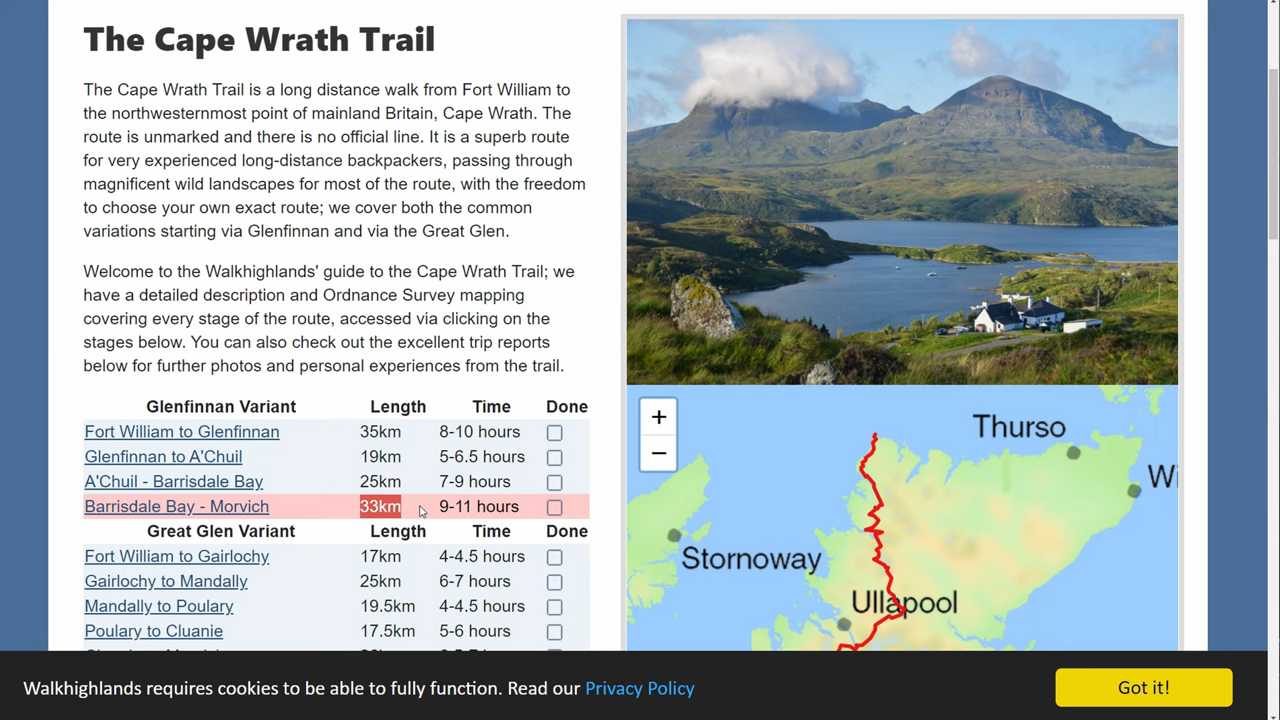 The Cape Wrath Trail
The Cape Wrath Trail is a long distance walk from Fort William to
the northwesternmost point of mainland Britain, Cape Wrath. The
route is unmarked and there is no official line. It is a superb route
for very experienced long-distance backpackers, passing through
magnificent wild landscapes for most of the route, with the freedom
to choose your own exact route; we cover both the common
variations starting via Glenfinnan and via the Great Glen.
Welcome to the Walkhighlands' guide to the Cape Wrath Trail; we
have a detailed description and Ordnance Survey mapping
covering every stage of the route, accessed via clicking on the
stages below. You can also check out the excellent trip reports
below for further photos and personal experiences from the trail.
Glenfinnan Variant Length Time Done
Fort William to Glenfinnan 35km 8-10 hours
Glenfinnan to A'Chuil 19km 5-6.5 hours
A'Chuil - Barrisdale Bay 25km 7-9 hours
Barrisdale Bay - Morvich 33km 9-11 hours
Great Glen Variant Length Time Done
Fort William to Gairlochy 17km 4-4.5 hours
Gairlochy to Mandally 25km 6-7 hours
Mandally to Poulary 19.5km 4-4.5 hours
Poulary to Cluanie 17.5km 5-6 hours
+
−
Thurso
Wi
Stornoway
Ullapool
Walkhighlands requires cookies to be able to fully function. Read our Privacy Policy
Got it!